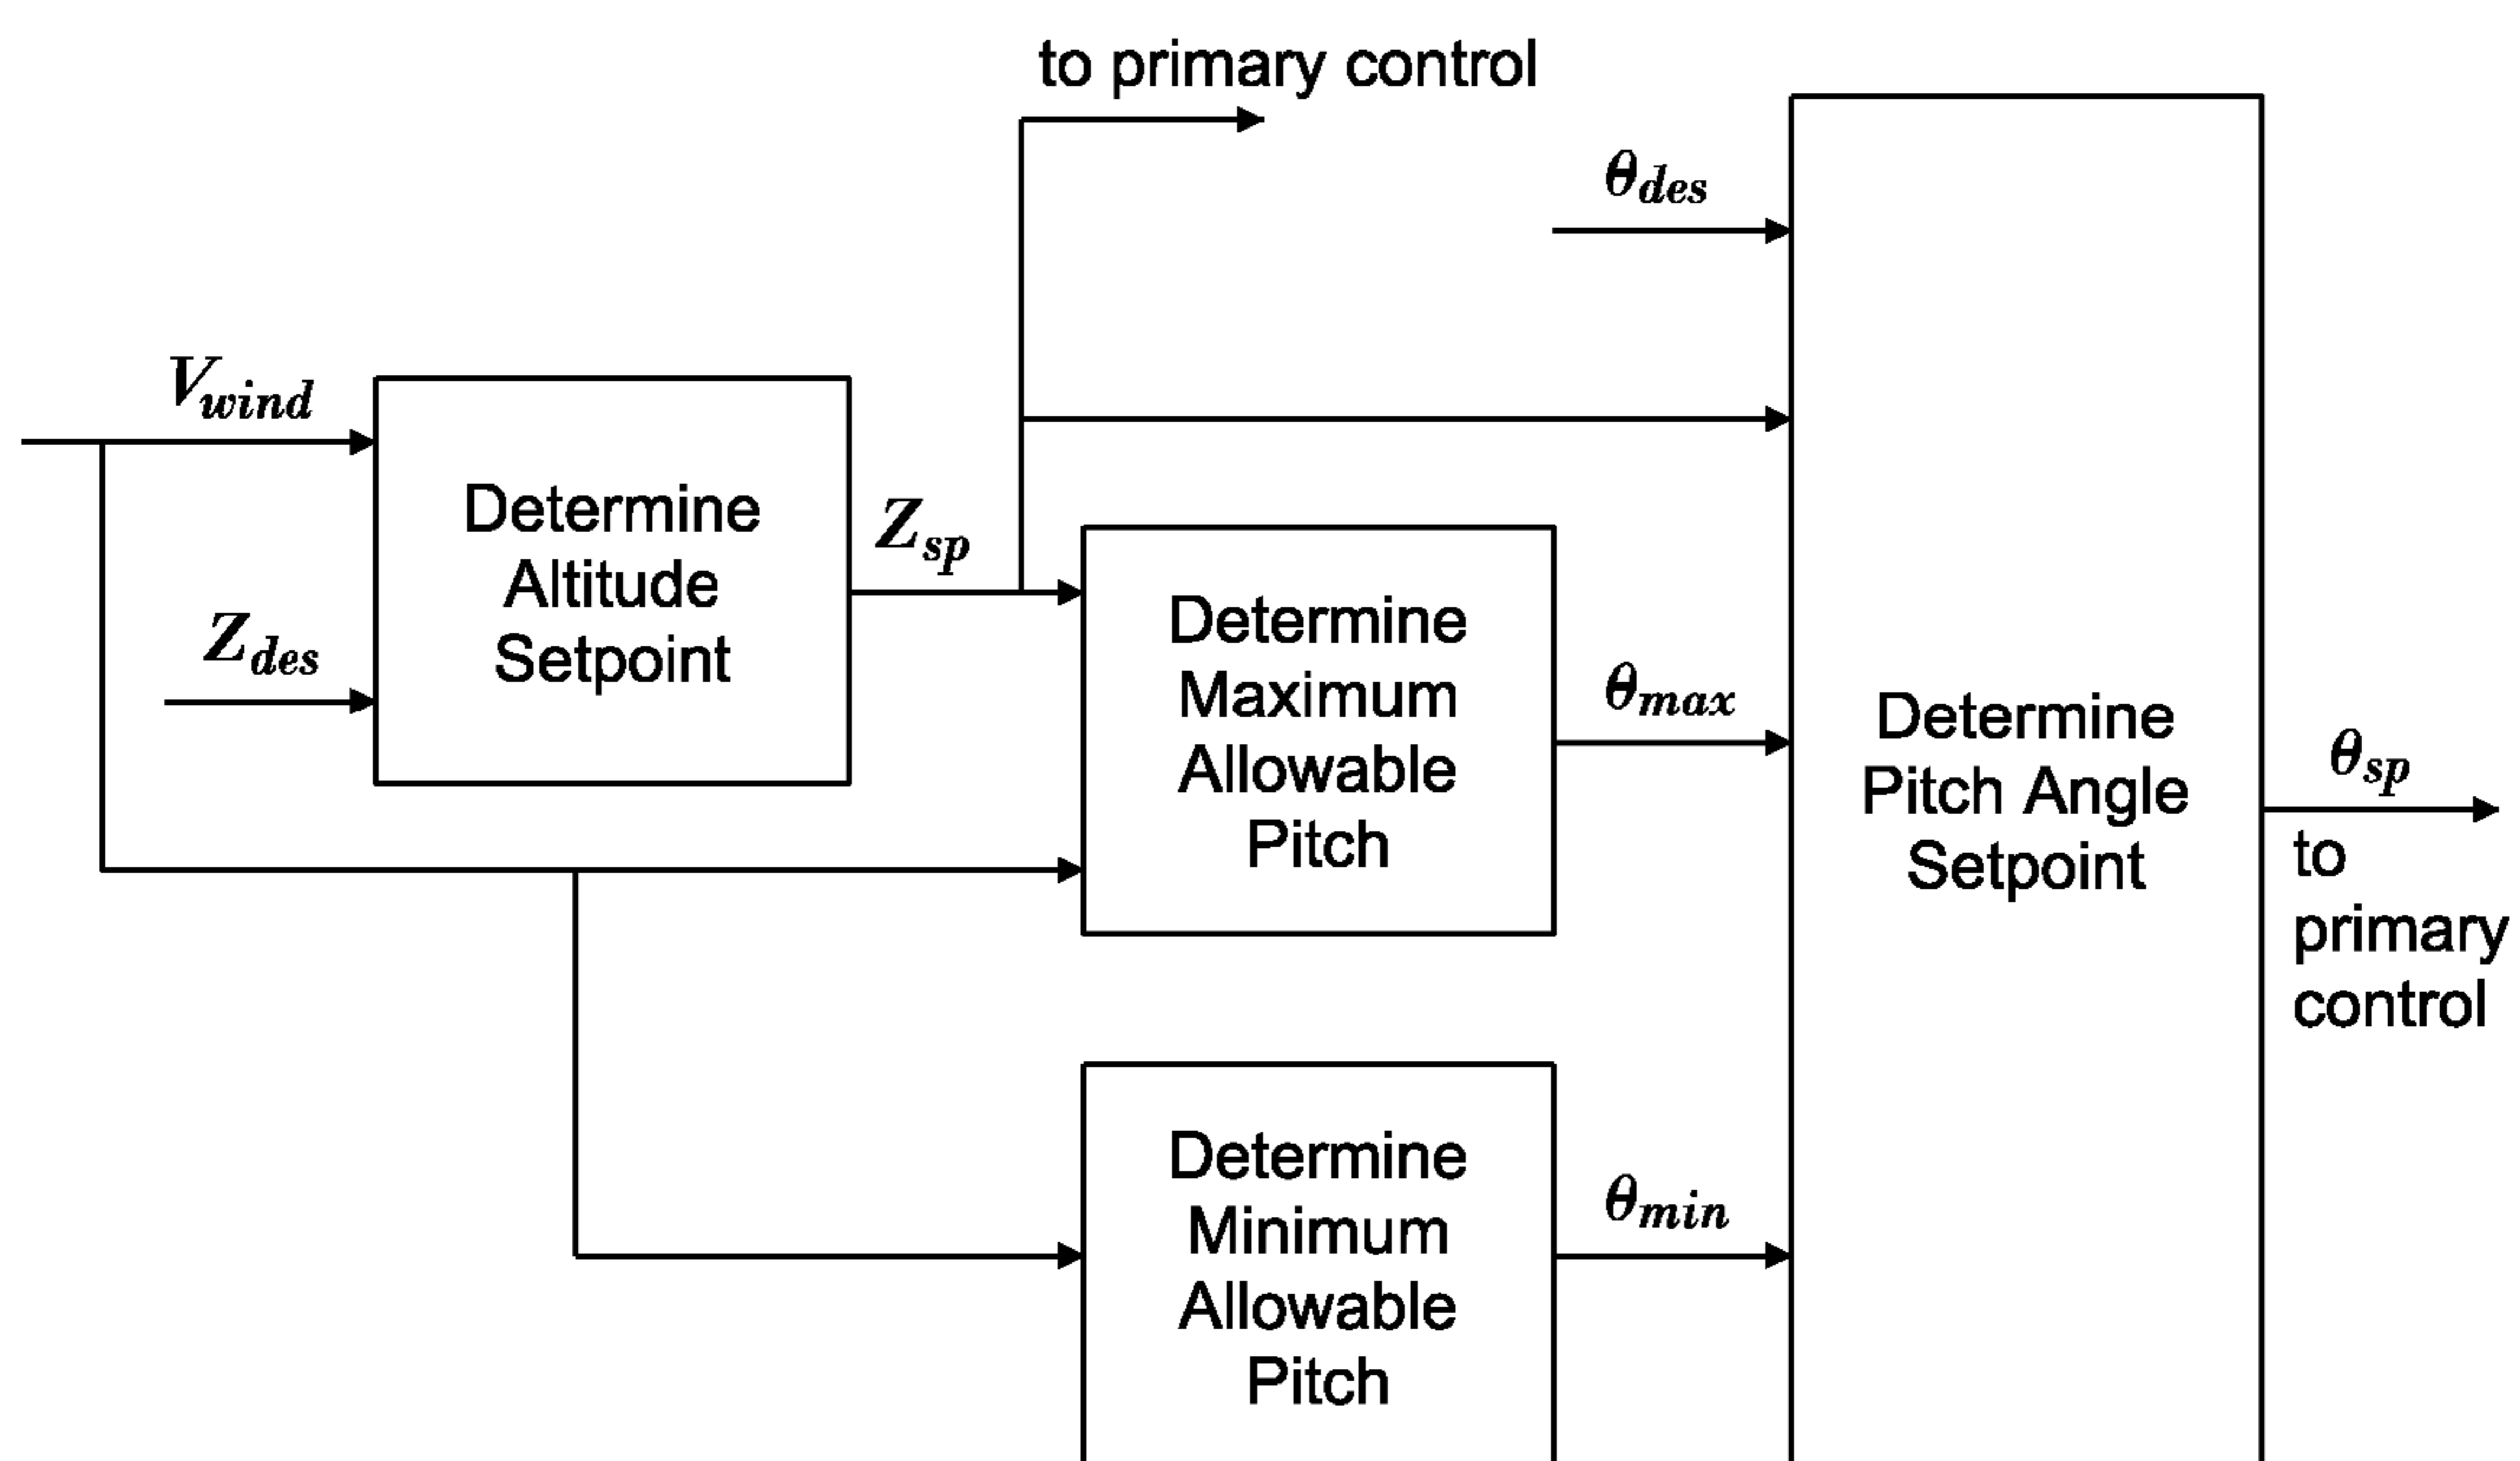 to primary control
θdes
Vwind
Determine
Altitude
Setpoint
Zsp
Zdes
Determine
Maximum
Allowable
Pitch
θmax
Determine
Pitch Angle
Setpoint
θsp
to
primary
control
Determine
Minimum
Allowable
Pitch
θmin